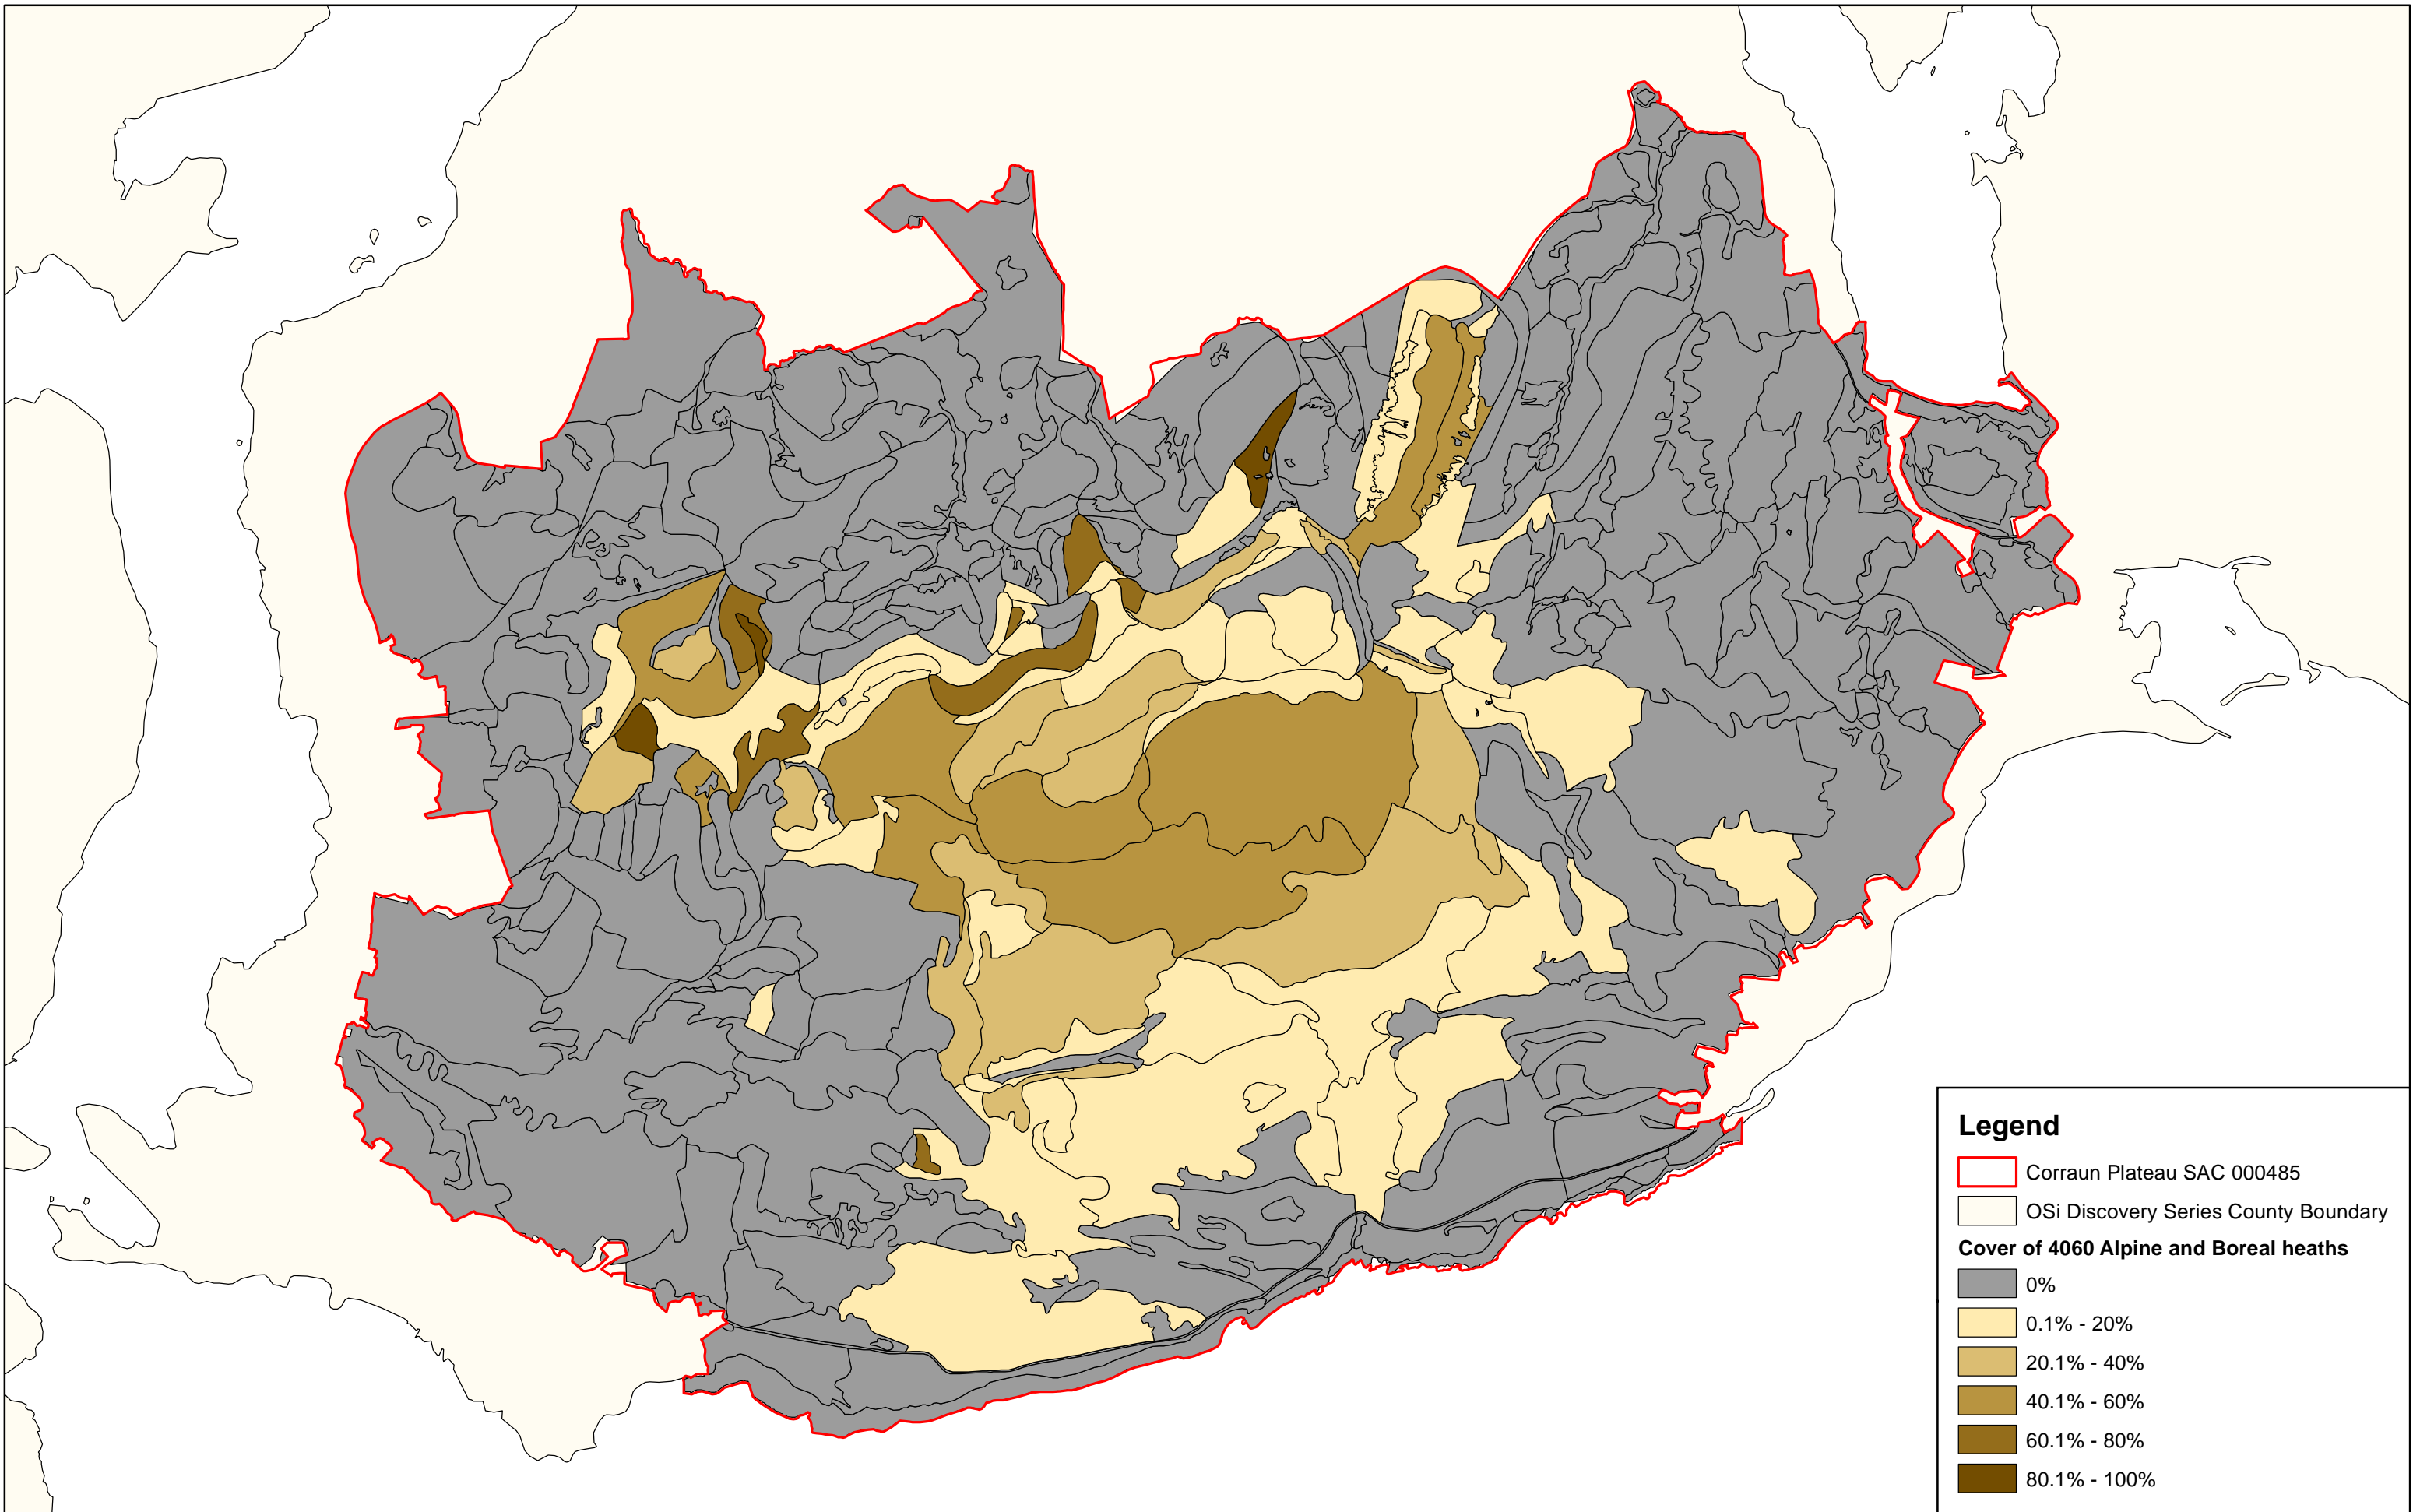 Legend
Corraun Plateau SAC 000485
OSi Discovery Series County Boundary
Cover of 4060 Alpine and Boreal heaths
0%
0.1% - 20%
20.1% - 40%
40.1% - 60%
60.1% - 80%
80.1% - 100%